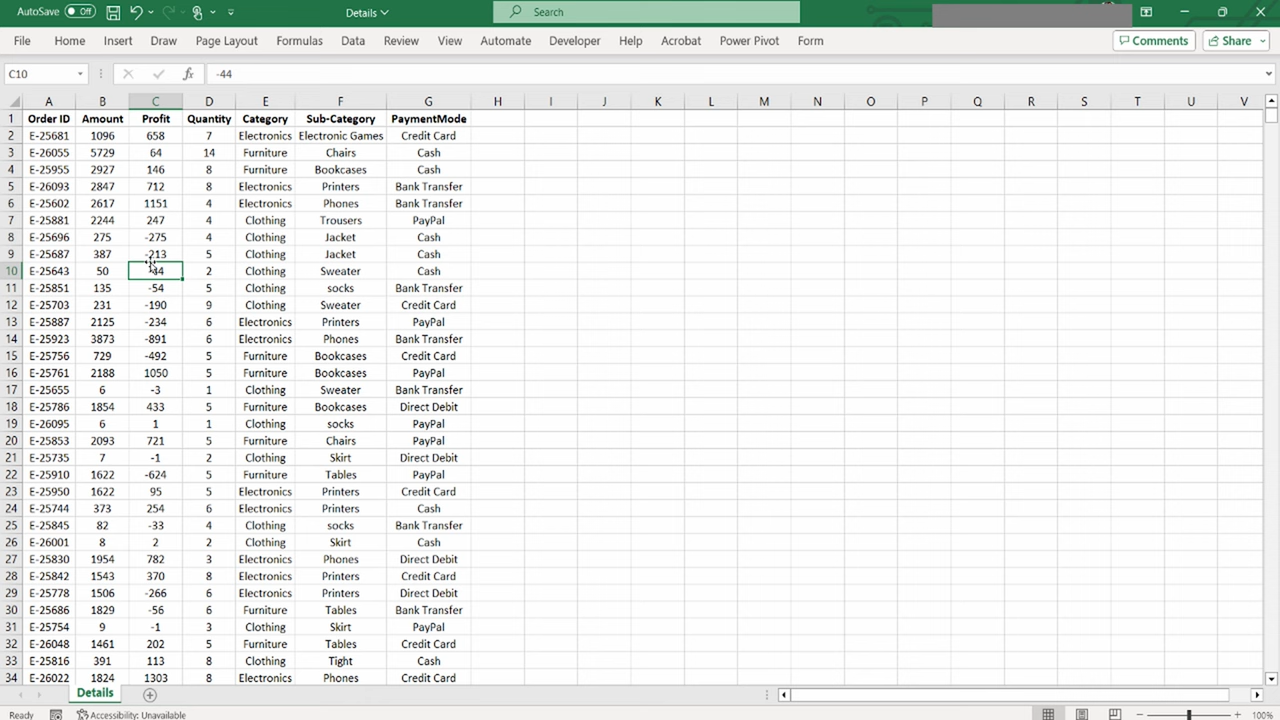 AutoSave Off Details Search
File Home Insert Draw Page Layout Formulas Data Review View Automate Developer Help Acrobat Power Pivot Form Comments Share
C10 fx -44
A B C D E F G H I J K L M N O P Q R S T U V
1 Order ID Amount Profit Quantity Category Sub-Category PaymentMode
2 E-25681 1096 658 7 Electronics Electronic Games Credit Card
3 E-26055 5729 64 14 Furniture Chairs Cash
4 E-25955 2927 146 8 Furniture Bookcases Cash
5 E-26093 2847 712 8 Electronics Printers Bank Transfer
6 E-25602 2617 1151 4 Electronics Phones Bank Transfer
7 E-25881 2244 247 4 Clothing Trousers PayPal
8 E-25696 275 -275 4 Clothing Jacket Cash
9 E-25687 387 -213 5 Clothing Jacket Cash
10 E-25643 50 -44 2 Clothing Sweater Cash
11 E-25851 135 -54 5 Clothing socks Bank Transfer
12 E-25703 231 -190 9 Clothing Sweater Credit Card
13 E-25887 2125 -234 6 Electronics Printers PayPal
14 E-25923 3873 -891 6 Electronics Phones Bank Transfer
15 E-25756 729 -492 5 Furniture Bookcases Credit Card
16 E-25761 2188 1050 5 Furniture Bookcases PayPal
17 E-25655 6 -3 1 Clothing Sweater Bank Transfer
18 E-25786 1854 433 5 Furniture Bookcases Direct Debit
19 E-26095 6 1 1 Clothing socks PayPal
20 E-25853 2093 721 5 Furniture Chairs PayPal
21 E-25735 7 -1 2 Clothing Skirt Direct Debit
22 E-25910 1622 -624 5 Furniture Tables PayPal
23 E-25950 1622 95 5 Electronics Printers Credit Card
24 E-25744 373 254 6 Electronics Printers Cash
25 E-25845 82 -33 4 Clothing socks Bank Transfer
26 E-26001 8 2 2 Clothing Skirt Cash
27 E-25830 1954 782 3 Electronics Phones Direct Debit
28 E-25842 1543 370 8 Electronics Printers Credit Card
29 E-25778 1506 -266 6 Electronics Printers Direct Debit
30 E-25686 1829 -56 6 Furniture Tables Bank Transfer
31 E-25754 9 -1 3 Clothing Skirt PayPal
32 E-26048 1461 202 5 Furniture Tables Credit Card
33 E-25816 391 113 8 Clothing Tight Cash
34 E-26022 1824 1303 8 Electronics Phones Credit Card
Details
Ready Accessibility: Unavailable 100%